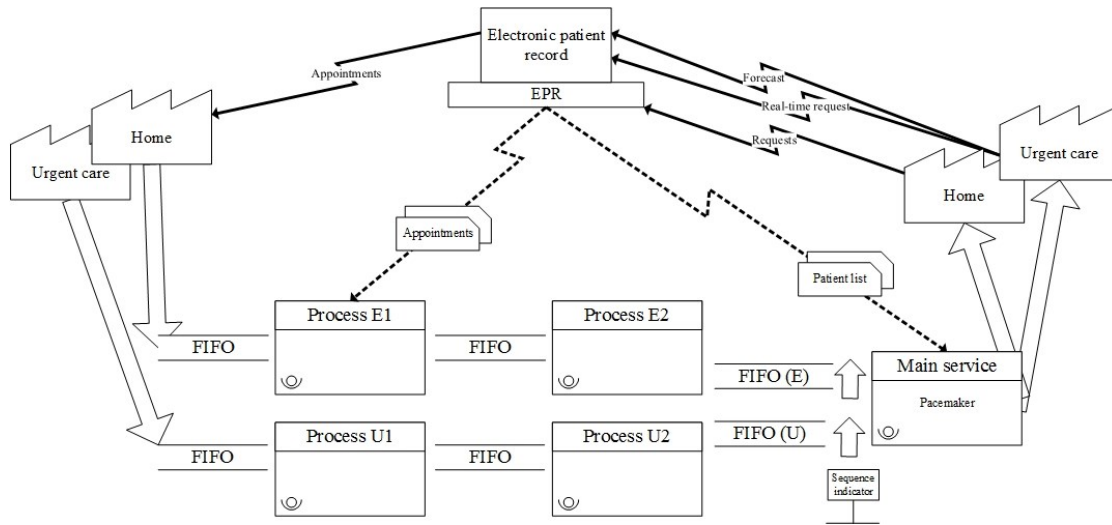 Electronic patient
record
EPR
Appointments
Forecast
Real-time request
Requests
Home
Urgent care
Urgent care
Home
Appointments
Patient list
Process E1
Process E2
FIFO
FIFO
FIFO (E)
Main service
Pacemaker
Process U1
Process U2
FIFO
FIFO
FIFO (U)
Sequence
indicator